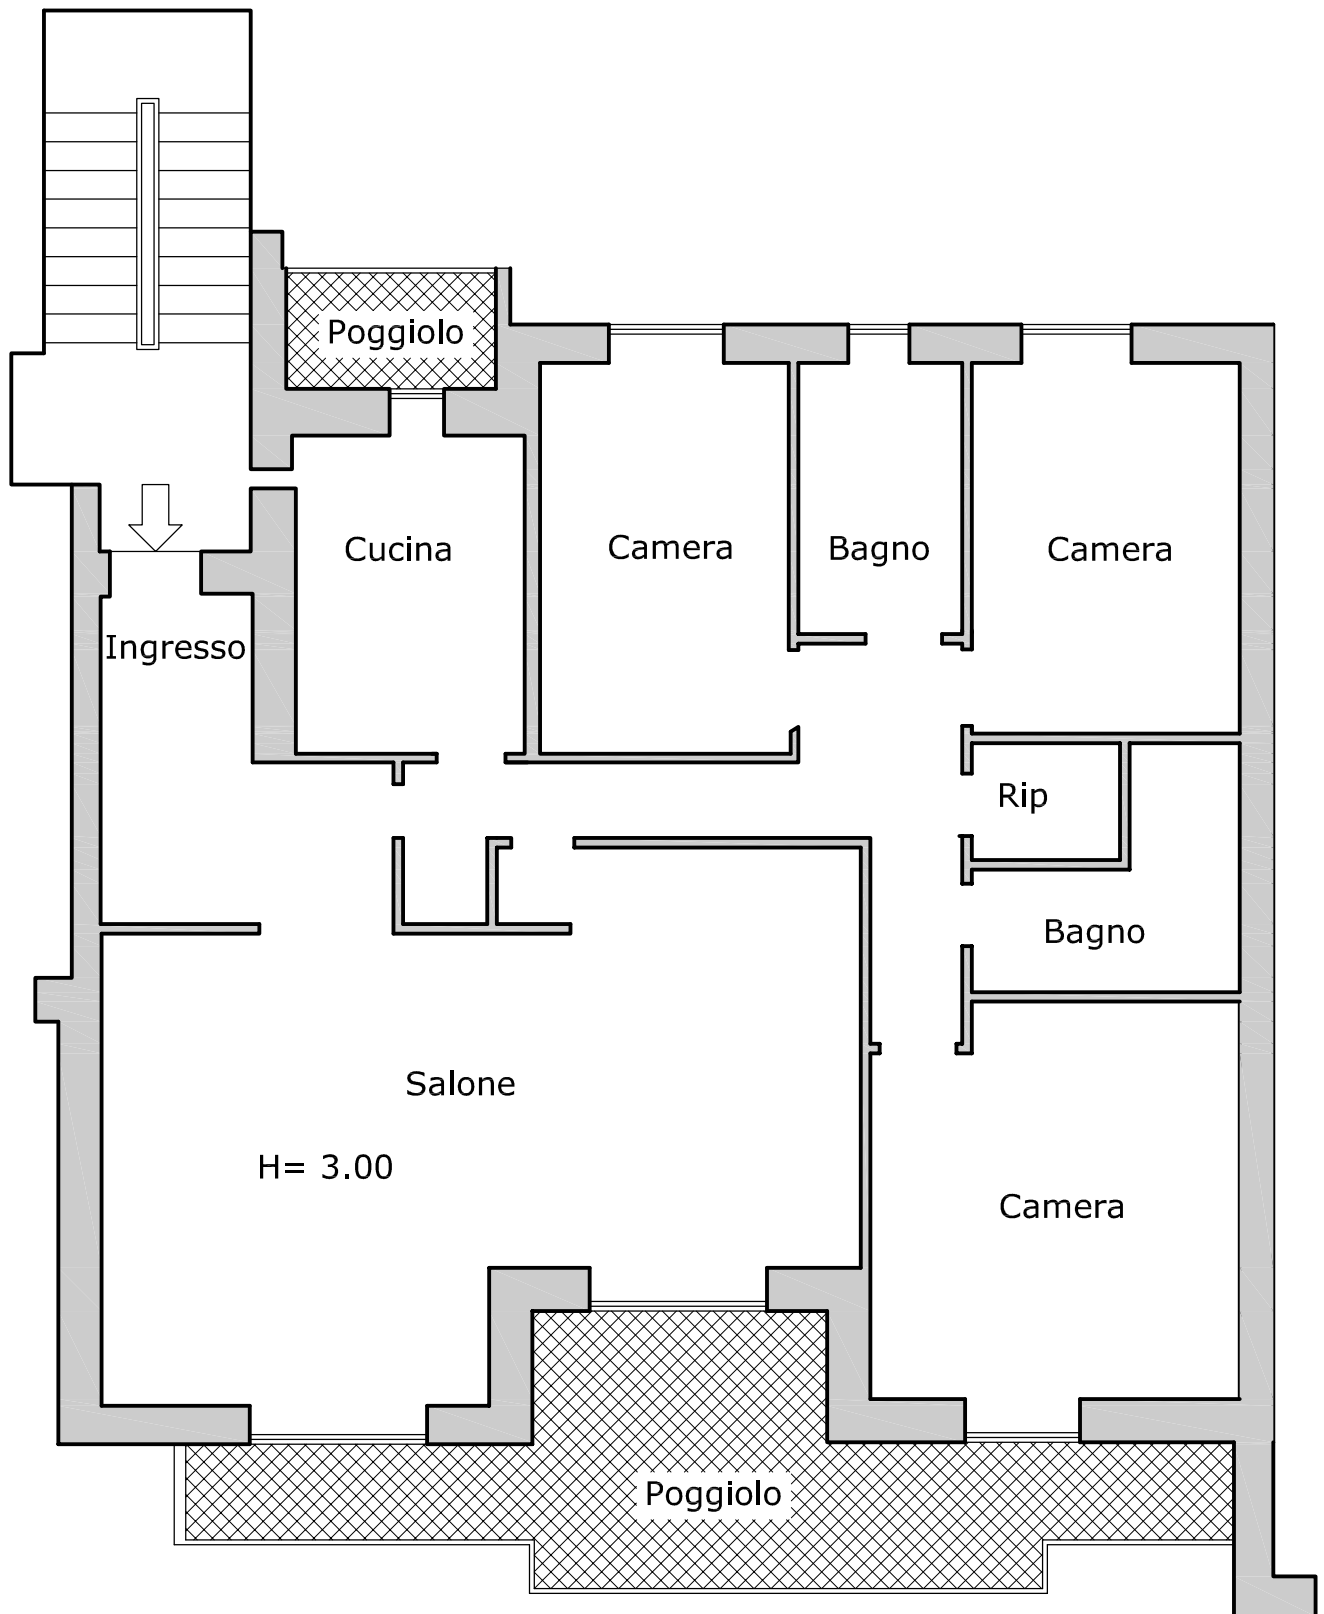 Poggiolo
Cucina
Camera
Bagno
Camera
Ingresso
Rip
Bagno
Salone
H= 3.00
Camera
Poggiolo